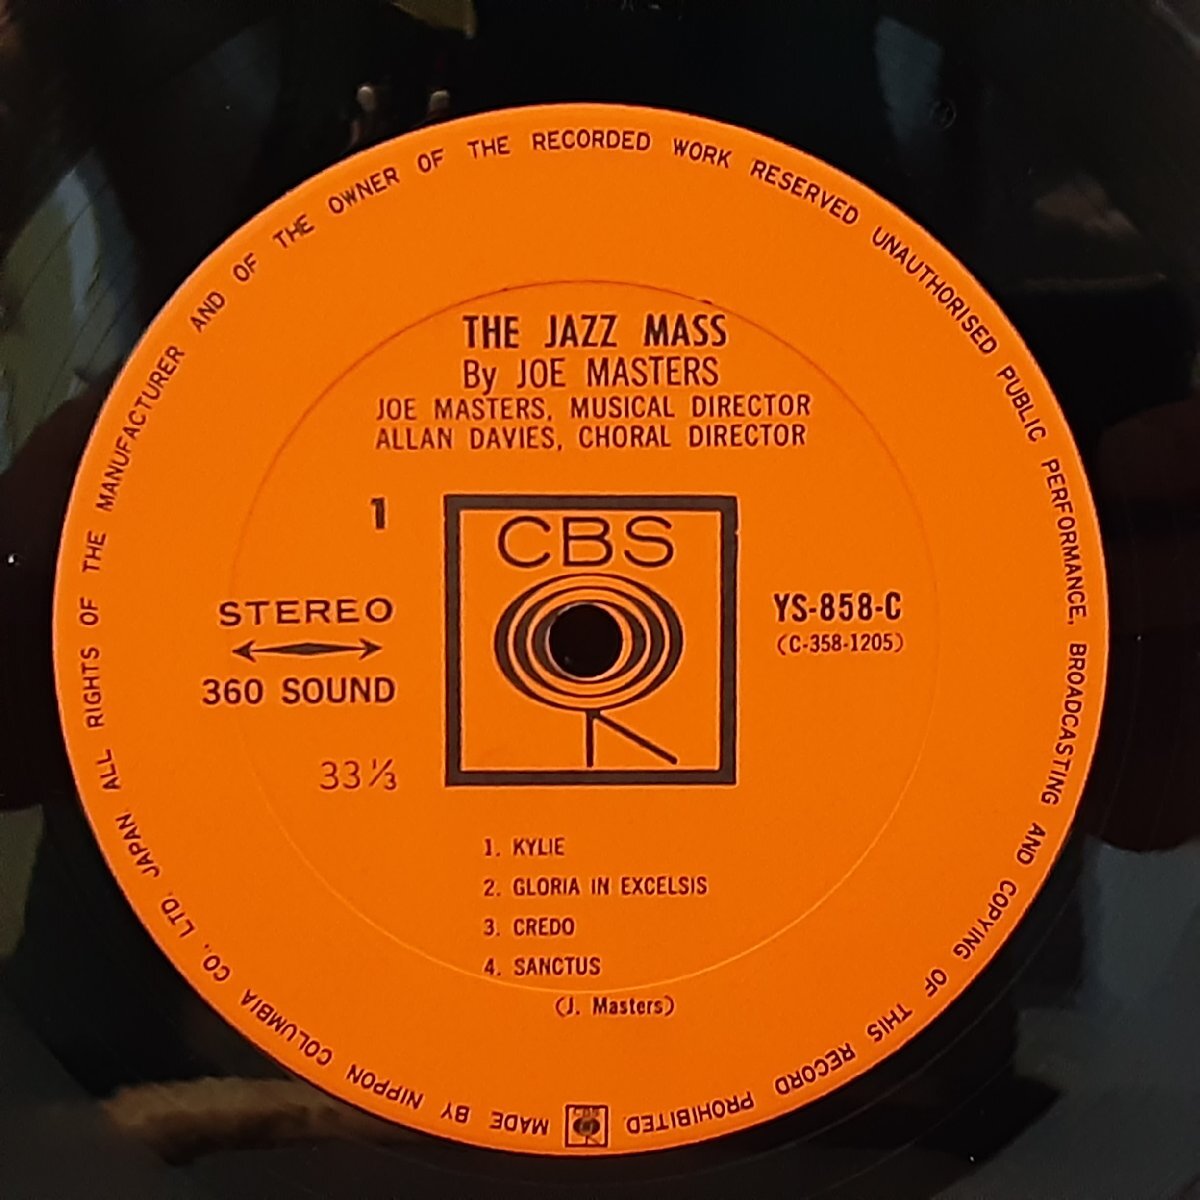 THE JAZZ MASS
By JOE MASTERS
JOE MASTERS, MUSICAL DIRECTOR
ALLAN DAVIES, CHORAL DIRECTOR
1
CBS
STEREO
360 SOUND
33⅓
YS-858-C
(C-358-1205)
1. KYLIE
2. GLORIA IN EXCELSIS
3. CREDO
4. SANCTUS
(J. Masters)
MADE BY NIPPON COLUMBIA CO., LTD. JAPAN. ALL RIGHTS OF THE MANUFACTURER AND OF THE OWNER OF THE RECORDED WORK RESERVED UNAUTHORISED PUBLIC PERFORMANCE, BROADCASTING AND COPYING OF THIS RECORD PROHIBITED
CBS